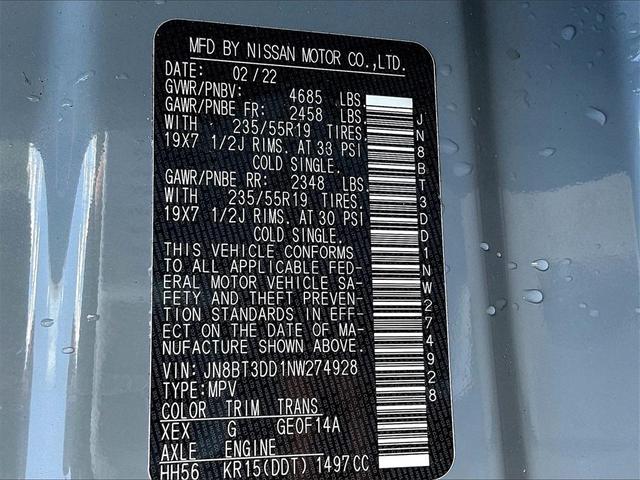 MFD BY NISSAN MOTOR CO.,LTD.
DATE: 02/22
GVWR/PNBV: 4685 LBS.
GAWR/PNBE FR: 2458 LBS.
WITH 235/55R19 TIRES.
19X7 1/2J RIMS. AT 33 PSI
COLD SINGLE.
GAWR/PNBE RR: 2348 LBS.
WITH 235/55R19 TIRES.
19X7 1/2J RIMS. AT 30 PSI
COLD SINGLE.
THIS VEHICLE CONFORMS
TO ALL APPLICABLE FED-
ERAL MOTOR VEHICLE SA-
FETY AND THEFT PREVEN-
TION STANDARDS IN EFF-
ECT ON THE DATE OF MA-
NUFACTURE SHOWN ABOVE.
VIN: JN8BT3DD1NW274928
TYPE:MPV
COLOR TRIM TRANS
XEX G GE0F14A
AXLE ENGINE
HH56 KR15(DDT) 1497CC
JN8BT3DD1NW274928